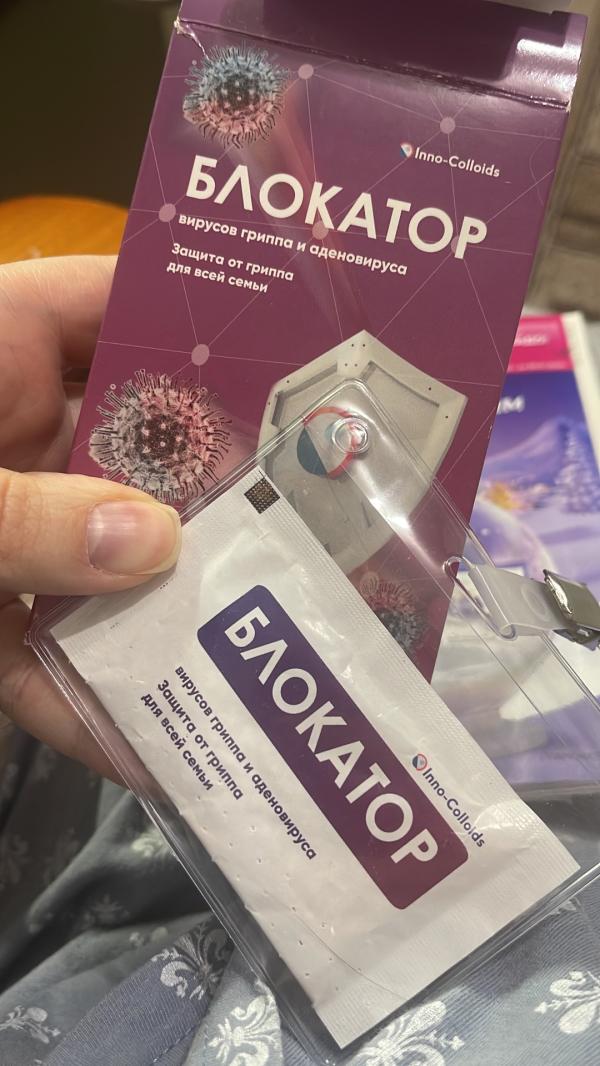 Inno-Colloids
БЛОКАТОР
вирусов гриппа и аденовируса
Защита от гриппа
для всей семьи
БЛОКАТОР
вирусов гриппа и аденовируса
Защита от гриппа
для всей семьи
Inno-Colloids